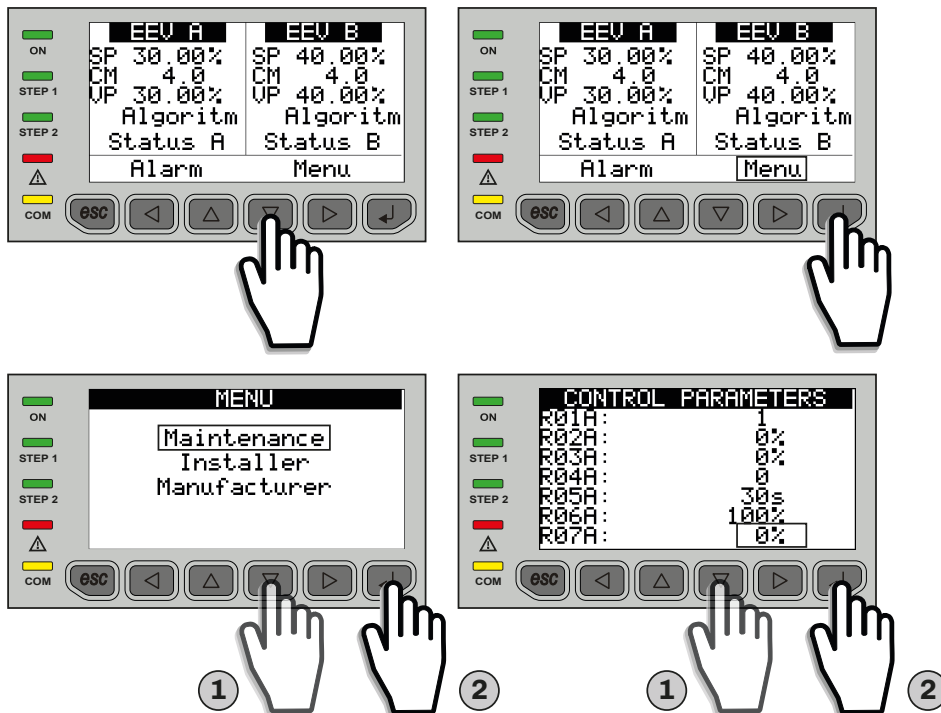 EEV A EEV B
ON SP 30.00% SP 40.00%
CM 4.0 CM 4.0
STEP 1 VP 30.00% VP 40.00%
Algoritm Algoritm
STEP 2 Status A Status B
Alarm Menu
COM esc
EEV A EEV B
ON SP 30.00% SP 40.00%
CM 4.0 CM 4.0
STEP 1 VP 30.00% VP 40.00%
Algoritm Algoritm
STEP 2 Status A Status B
Alarm Menu
COM esc
MENU
ON
Maintenance
STEP 1 Installer
Manufacturer
STEP 2
COM esc
1 2
CONTROL PARAMETERS
ON R01A: 1
R02A: 0%
STEP 1 R03A: 0%
R04A: 0
STEP 2 R05A: 30s
R06A: 100%
R07A: 0%
COM esc
1 2